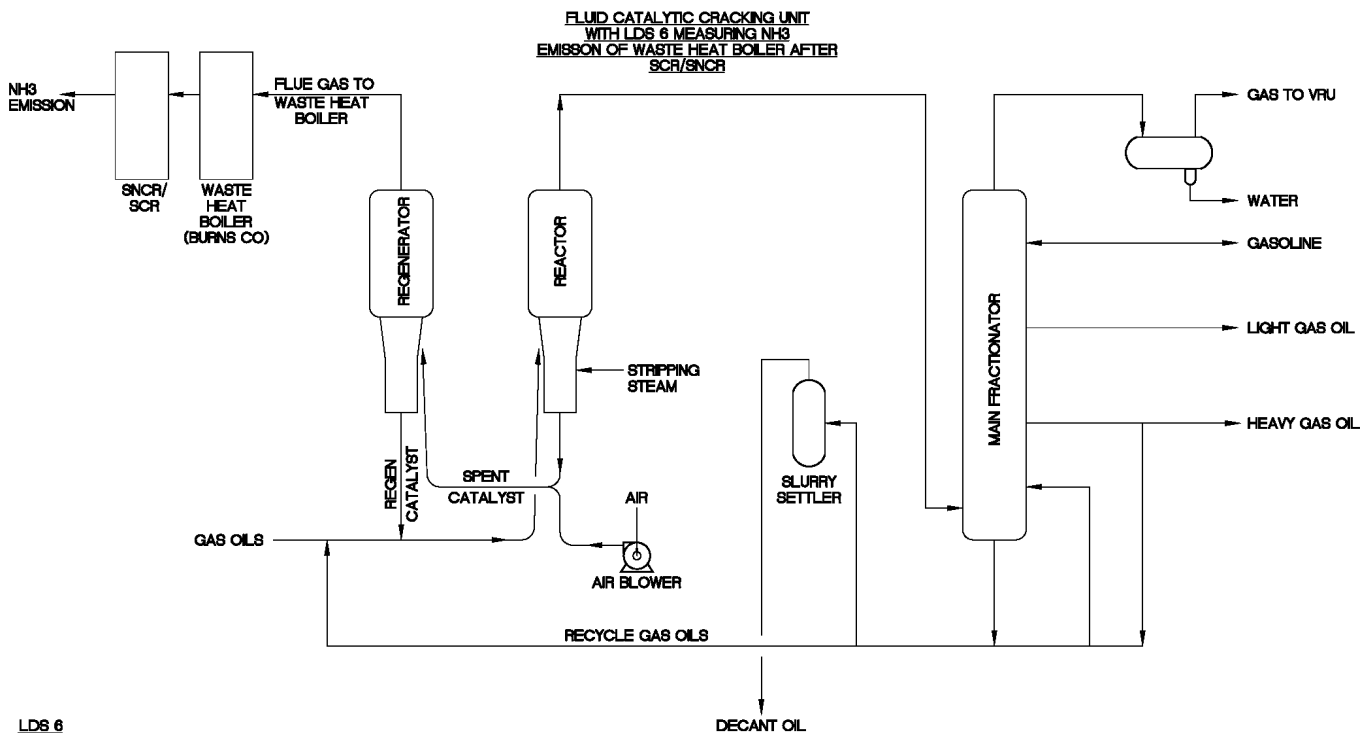 FLUID CATALYTIC CRACKING UNIT
WITH LDS 6 MEASURING NH3
EMISSON OF WASTE HEAT BOILER AFTER
SCR/SNCR
NH3
EMISSION
FLUE GAS TO
WASTE HEAT
BOILER
GAS TO VRU
SNCR/
SCR
WASTE
HEAT
BOILER
(BURNS CO)
WATER
GASOLINE
REGENERATOR
REACTOR
MAIN FRACTIONATOR
LIGHT GAS OIL
STRIPPING
STEAM
HEAVY GAS OIL
REGEN
CATALYST
SPENT
CATALYST
SLURRY
SETTLER
AIR
GAS OILS
AIR BLOWER
RECYCLE GAS OILS
LDS 6
DECANT OIL